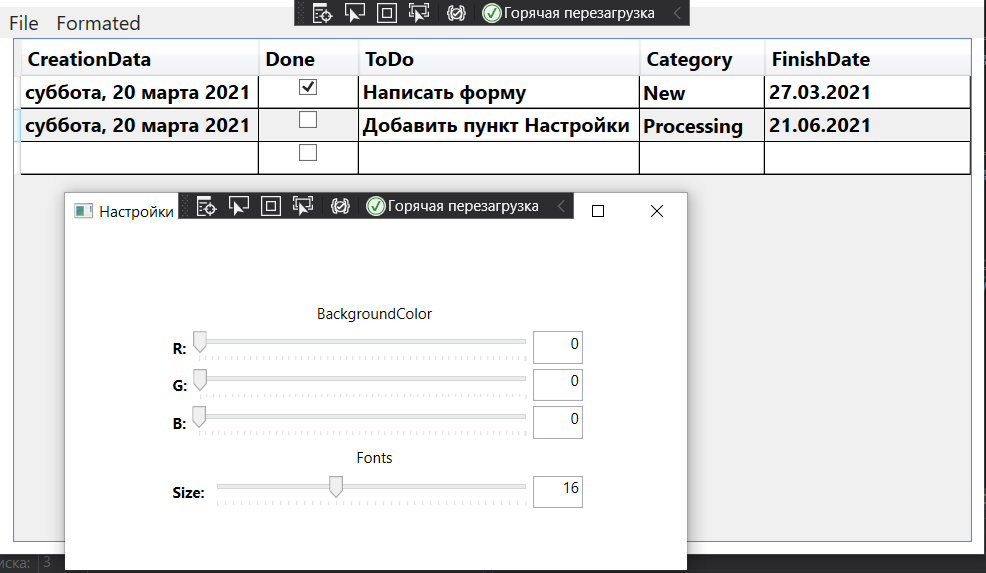 Горячая перезагрузка
File Formated
CreationData Done ToDo Category FinishDate
суббота, 20 марта 2021 Написать форму New 27.03.2021
суббота, 20 марта 2021 Добавить пункт Настройки Processing 21.06.2021
Настройки Горячая перезагрузка
BackgroundColor
R: 0
G: 0
B: 0
Fonts
Size: 16
3